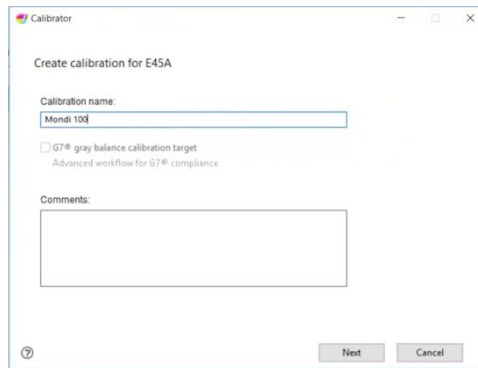 Calibrator
Create calibration for E45A
Calibration name:
Mondi 100
G7® gray balance calibration target
Advanced workflow for G7® compliance
Comments:
?
Next
Cancel